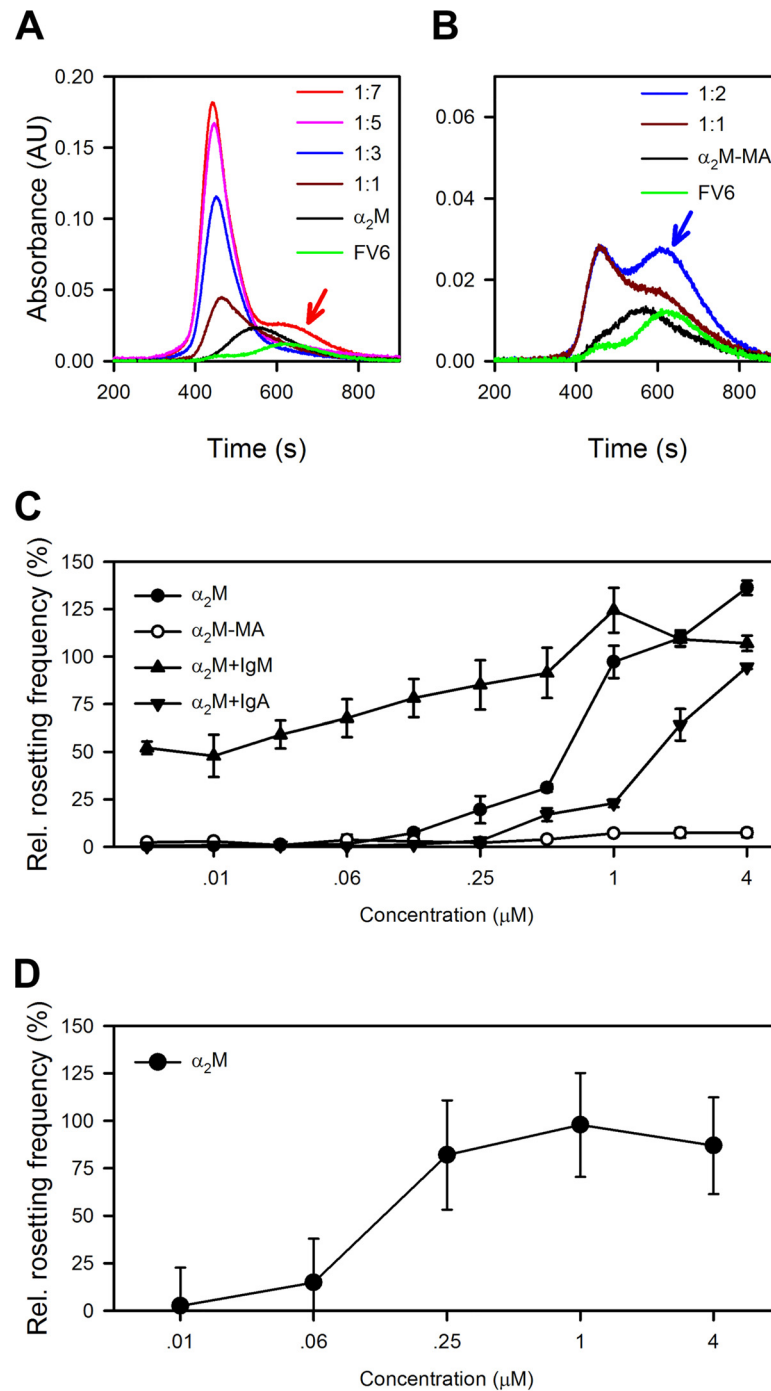 A
Absorbance (AU)
0.20
0.15
0.10
0.05
0.00
1:7
1:5
1:3
1:1
α₂M
FV6
200 400 600 800
Time (s)
B
0.06
0.04
0.02
0.00
1:2
1:1
α₂M-MA
FV6
200 400 600 800
Time (s)
C
Rel. rosetting frequency (%)
150
125
100
75
50
25
0
α₂M
α₂M-MA
α₂M+IgM
α₂M+IgA
.01 .06 .25 1 4
Concentration (μM)
D
Rel. rosetting frequency (%)
150
125
100
75
50
25
0
α₂M
.01 .06 .25 1 4
Concentration (μM)